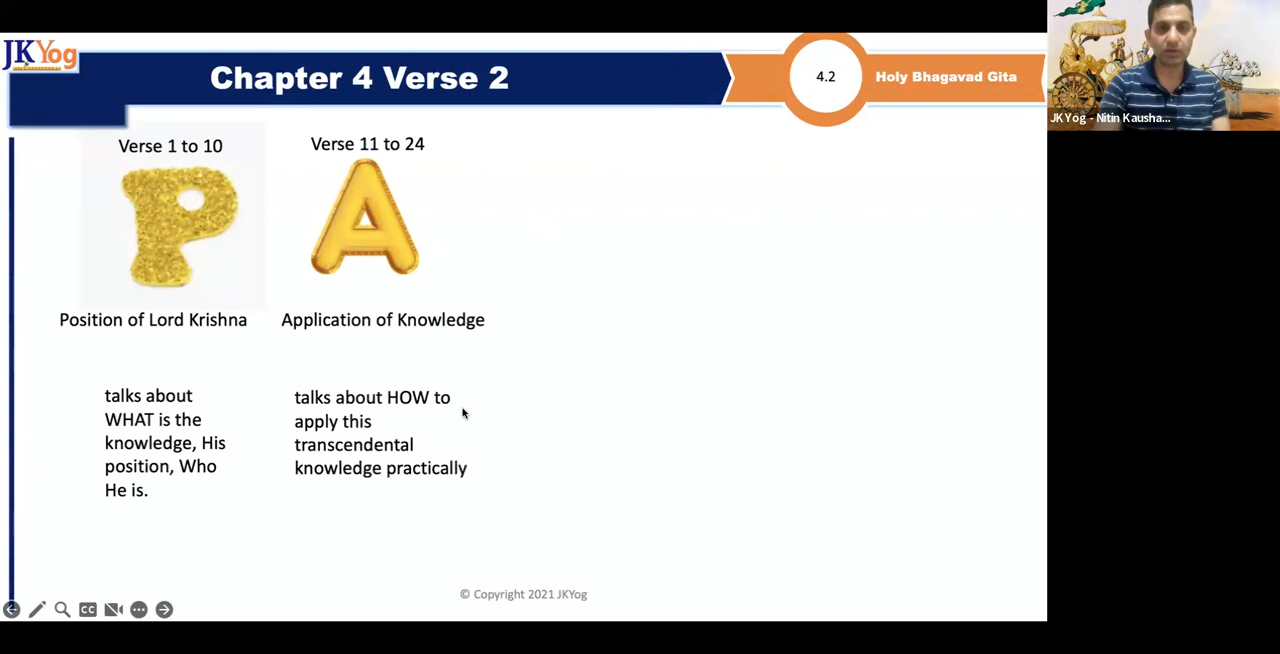 JKYog
Chapter 4 Verse 2
4.2
Holy Bhagavad Gita
JKYog - Nitin Kausha...
Verse 1 to 10
P
Position of Lord Krishna
talks about
WHAT is the
knowledge, His
position, Who
He is.
Verse 11 to 24
A
Application of Knowledge
talks about HOW to
apply this
transcendental
knowledge practically
© Copyright 2021 JKYog
CC